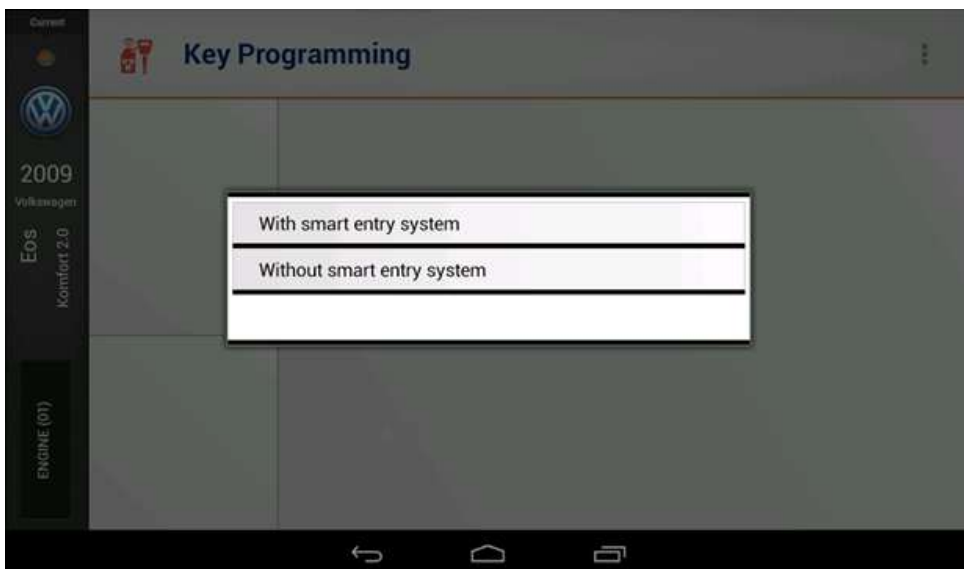 Current
Key Programming
2009
Volkswagen
Eos
Komfort 2.0
With smart entry system
Without smart entry system
ENGINE (01)